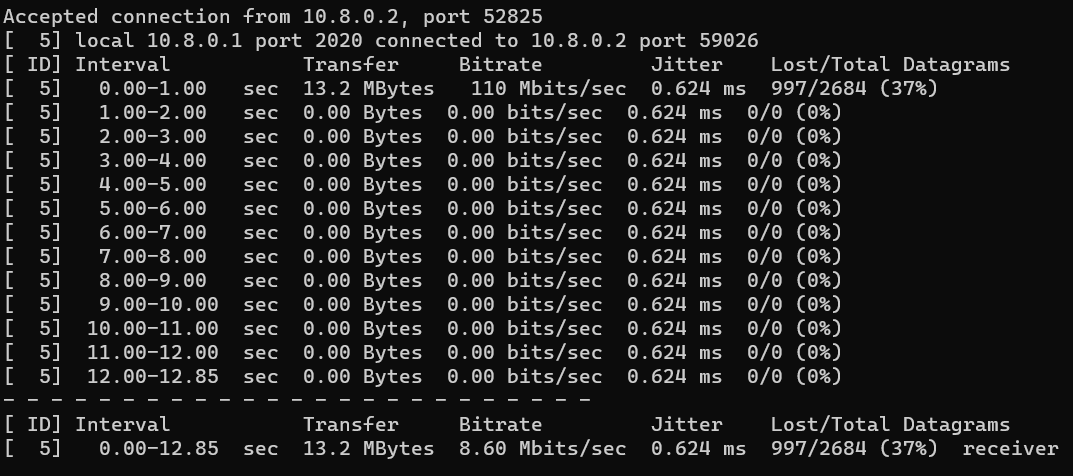 Accepted connection from 10.8.0.2, port 52825
[  5] local 10.8.0.1 port 2020 connected to 10.8.0.2 port 59026
[ ID] Interval           Transfer     Bitrate         Jitter    Lost/Total Datagrams
[  5]   0.00-1.00   sec  13.2 MBytes   110 Mbits/sec  0.624 ms  997/2684 (37%)
[  5]   1.00-2.00   sec  0.00 Bytes  0.00 bits/sec  0.624 ms  0/0 (0%)
[  5]   2.00-3.00   sec  0.00 Bytes  0.00 bits/sec  0.624 ms  0/0 (0%)
[  5]   3.00-4.00   sec  0.00 Bytes  0.00 bits/sec  0.624 ms  0/0 (0%)
[  5]   4.00-5.00   sec  0.00 Bytes  0.00 bits/sec  0.624 ms  0/0 (0%)
[  5]   5.00-6.00   sec  0.00 Bytes  0.00 bits/sec  0.624 ms  0/0 (0%)
[  5]   6.00-7.00   sec  0.00 Bytes  0.00 bits/sec  0.624 ms  0/0 (0%)
[  5]   7.00-8.00   sec  0.00 Bytes  0.00 bits/sec  0.624 ms  0/0 (0%)
[  5]   8.00-9.00   sec  0.00 Bytes  0.00 bits/sec  0.624 ms  0/0 (0%)
[  5]   9.00-10.00  sec  0.00 Bytes  0.00 bits/sec  0.624 ms  0/0 (0%)
[  5]  10.00-11.00  sec  0.00 Bytes  0.00 bits/sec  0.624 ms  0/0 (0%)
[  5]  11.00-12.00  sec  0.00 Bytes  0.00 bits/sec  0.624 ms  0/0 (0%)
[  5]  12.00-12.85  sec  0.00 Bytes  0.00 bits/sec  0.624 ms  0/0 (0%)
- - - - - - - - - - - - - - - - - - - - - - - - -
[ ID] Interval           Transfer     Bitrate         Jitter    Lost/Total Datagrams
[  5]   0.00-12.85  sec  13.2 MBytes  8.60 Mbits/sec  0.624 ms  997/2684 (37%)  receiver